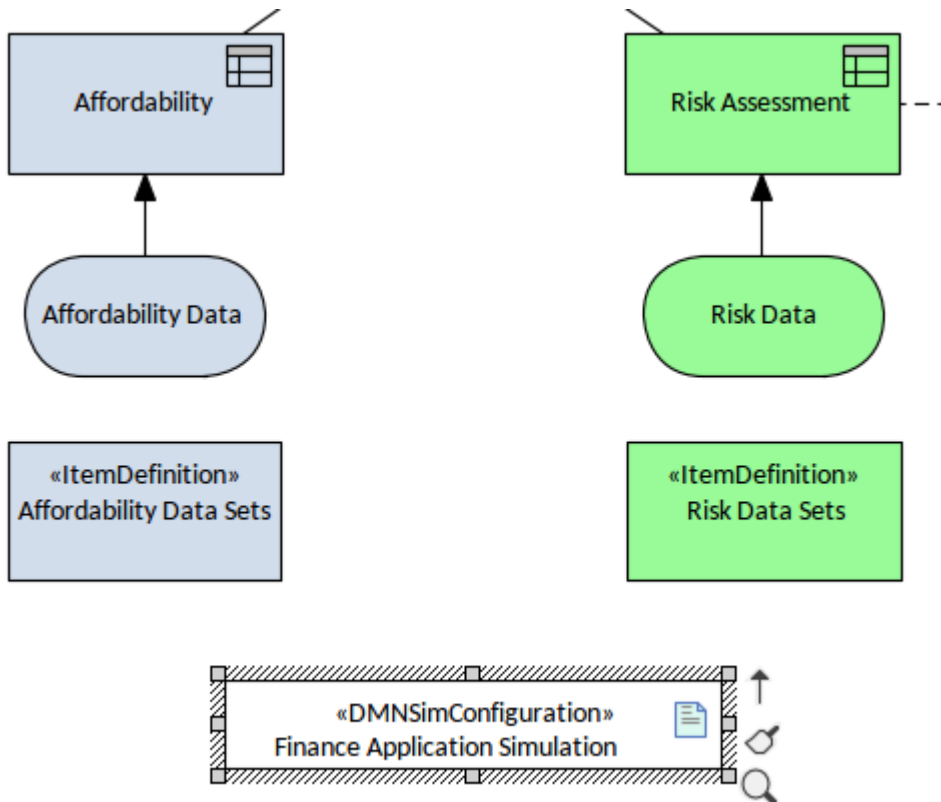 Affordability
Risk Assessment
Affordability Data
Risk Data
«ItemDefinition»
Affordability Data Sets
«ItemDefinition»
Risk Data Sets
«DMNSimConfiguration»
Finance Application Simulation